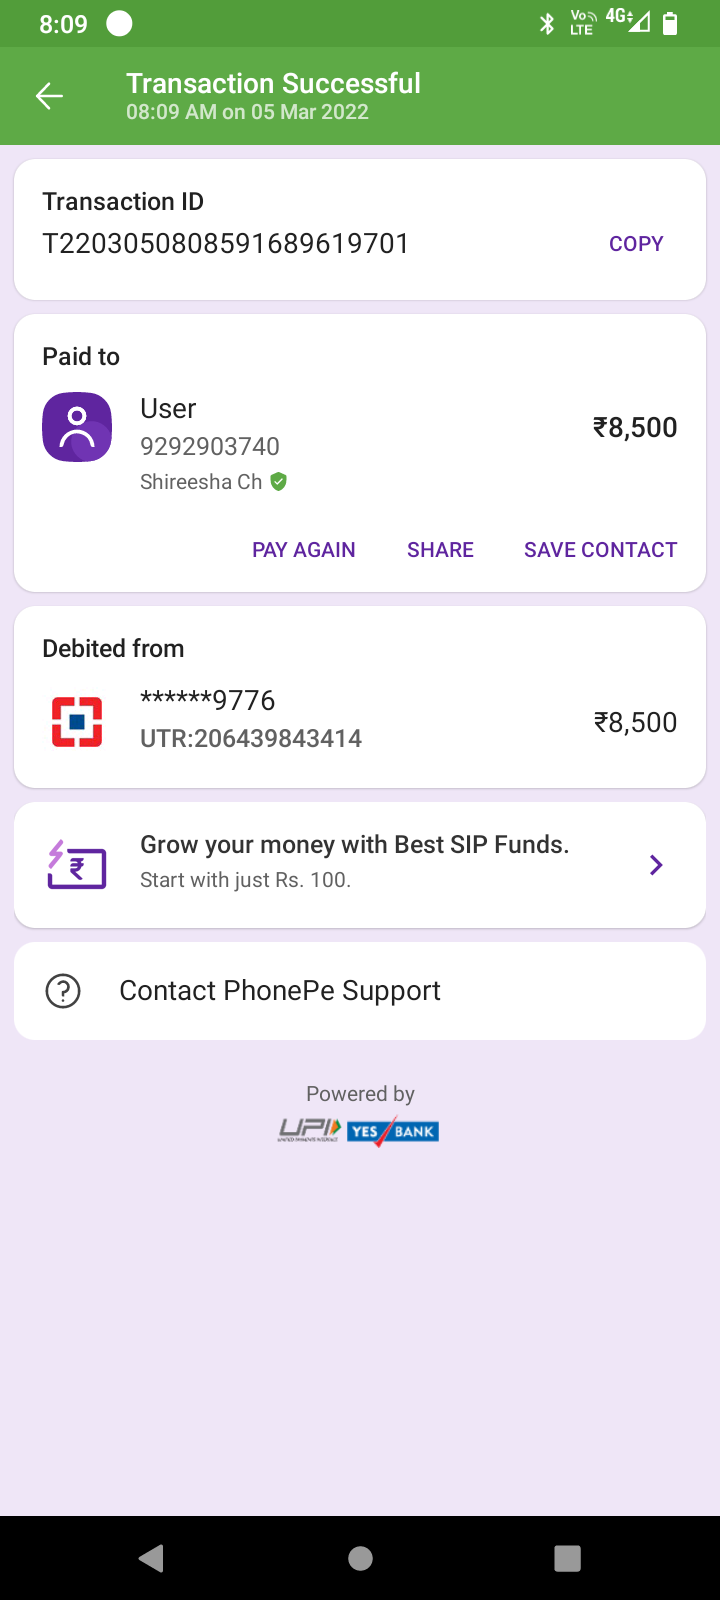 8:09
Vo LTE 4G
Transaction Successful
08:09 AM on 05 Mar 2022
Transaction ID
T2203050808591689619701 COPY
Paid to
User
9292903740 ₹8,500
Shireesha Ch
PAY AGAIN SHARE SAVE CONTACT
Debited from
******9776
UTR:206439843414 ₹8,500
Grow your money with Best SIP Funds.
Start with just Rs. 100.
Contact PhonePe Support
Powered by
UPI YES BANK
UNIFIED PAYMENTS INTERFACE